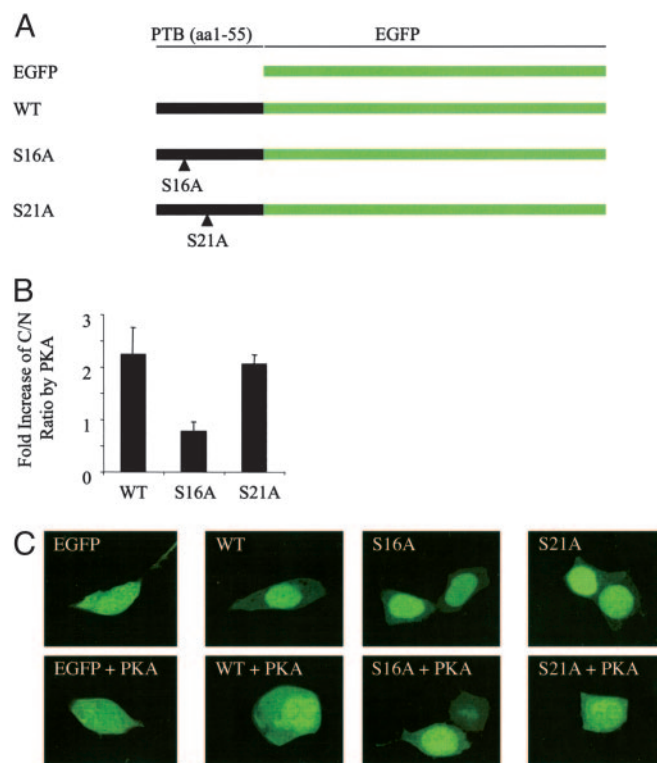 A
PTB (aa1-55) EGFP
EGFP
WT
S16A
S16A
S21A
S21A
B
Fold Increase of C/N
Ratio by PKA
3
2
1
0
WT S16A S21A
C
EGFP WT S16A S21A
EGFP + PKA WT + PKA S16A + PKA S21A + PKA